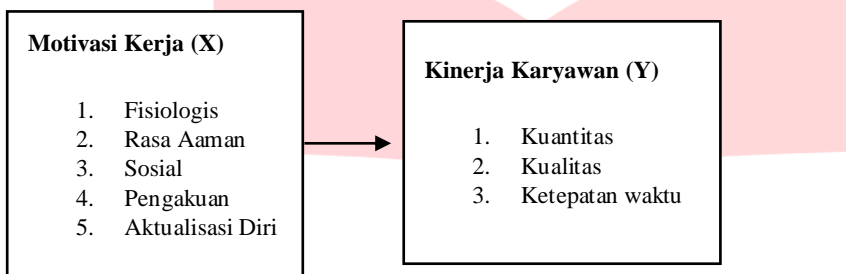 Motivasi Kerja (X)
1. Fisiologis
2. Rasa Aaman
3. Sosial
4. Pengakuan
5. Aktualisasi Diri
Kinerja Karyawan (Y)
1. Kuantitas
2. Kualitas
3. Ketepatan waktu